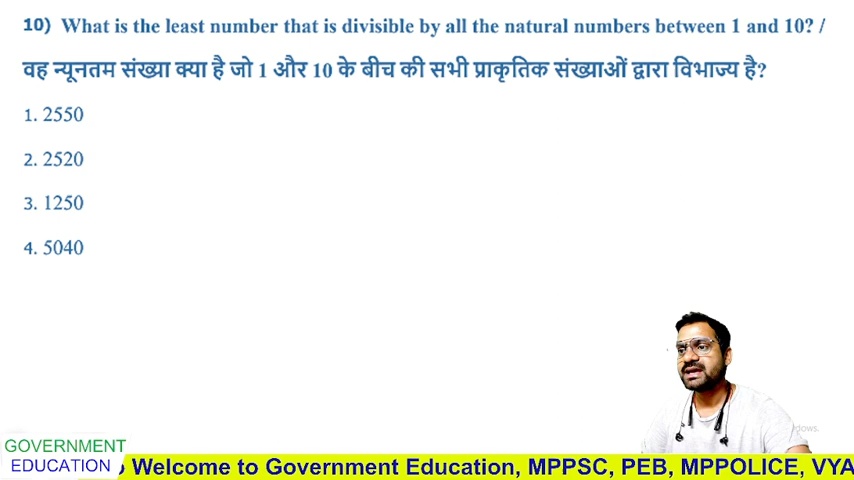 10) What is the least number that is divisible by all the natural numbers between 1 and 10? /
वह न्यूनतम संख्या क्या है जो 1 और 10 के बीच की सभी प्राकृतिक संख्याओं द्वारा विभाज्य है?
1. 2550
2. 2520
3. 1250
4. 5040
GOVERNMENT
EDUCATION
Welcome to Government Education, MPPSC, PEB, MPPOLICE, VYA